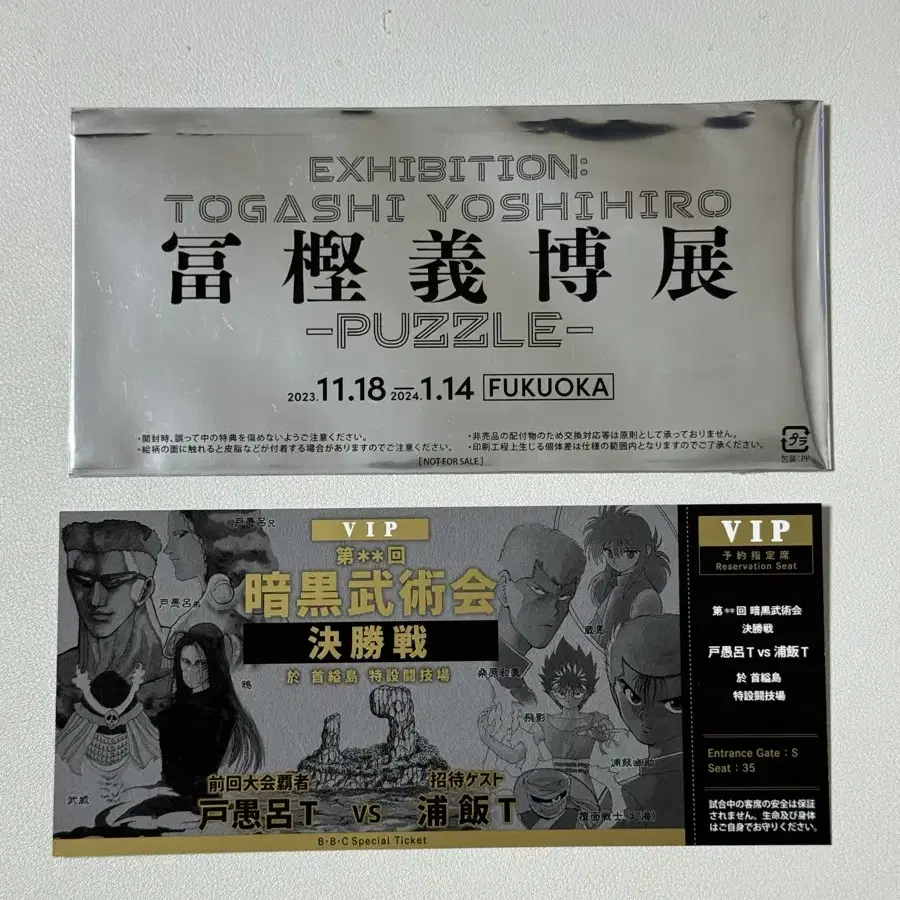 EXHIBITION:
TOGASHI YOSHIHIRO
冨樫義博展
-PUZZLE-
2023.11.18—2024.1.14 FUKUOKA
・開封時、誤って中の特典を傷めないようご注意ください。
・絵柄の面に触れると皮脂などが付着する場合がありますのでご注意ください。
・非売品の配付物のため交換対応等は原則として承っておりません。
・印刷工程上生じる個体差は仕様の範囲内となりますのでご了承ください。
[NOT FOR SALE]
プラ
包装:PP
VIP
第**回
暗黒武術会
決勝戦
於 首縊島 特設闘技場
戸愚呂兄
戸愚呂弟
鴉
武威
蔵馬
桑原和真
飛影
浦飯幽助
覆面戦士(幻海)
前回大会覇者
戸愚呂T
VS
招待ゲスト
浦飯T
B・B・C Special Ticket
VIP
予約指定席
Reservation Seat
第**回 暗黒武術会
決勝戦
戸愚呂T vs 浦飯T
於 首縊島
特設闘技場
Entrance Gate:S
Seat:35
試合中の客席の安全は保証
されません。生命及び身体
はご自身でお守りください。